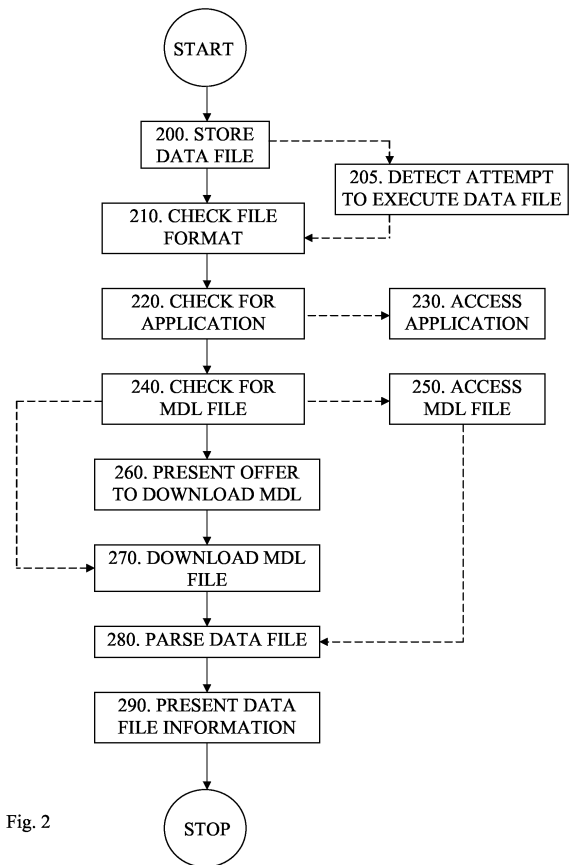 START
200. STORE
DATA FILE
205. DETECT ATTEMPT
TO EXECUTE DATA FILE
210. CHECK FILE
FORMAT
220. CHECK FOR
APPLICATION
230. ACCESS
APPLICATION
240. CHECK FOR
MDL FILE
250. ACCESS
MDL FILE
260. PRESENT OFFER
TO DOWNLOAD MDL
270. DOWNLOAD MDL
FILE
280. PARSE DATA FILE
290. PRESENT DATA
FILE INFORMATION
STOP
Fig. 2